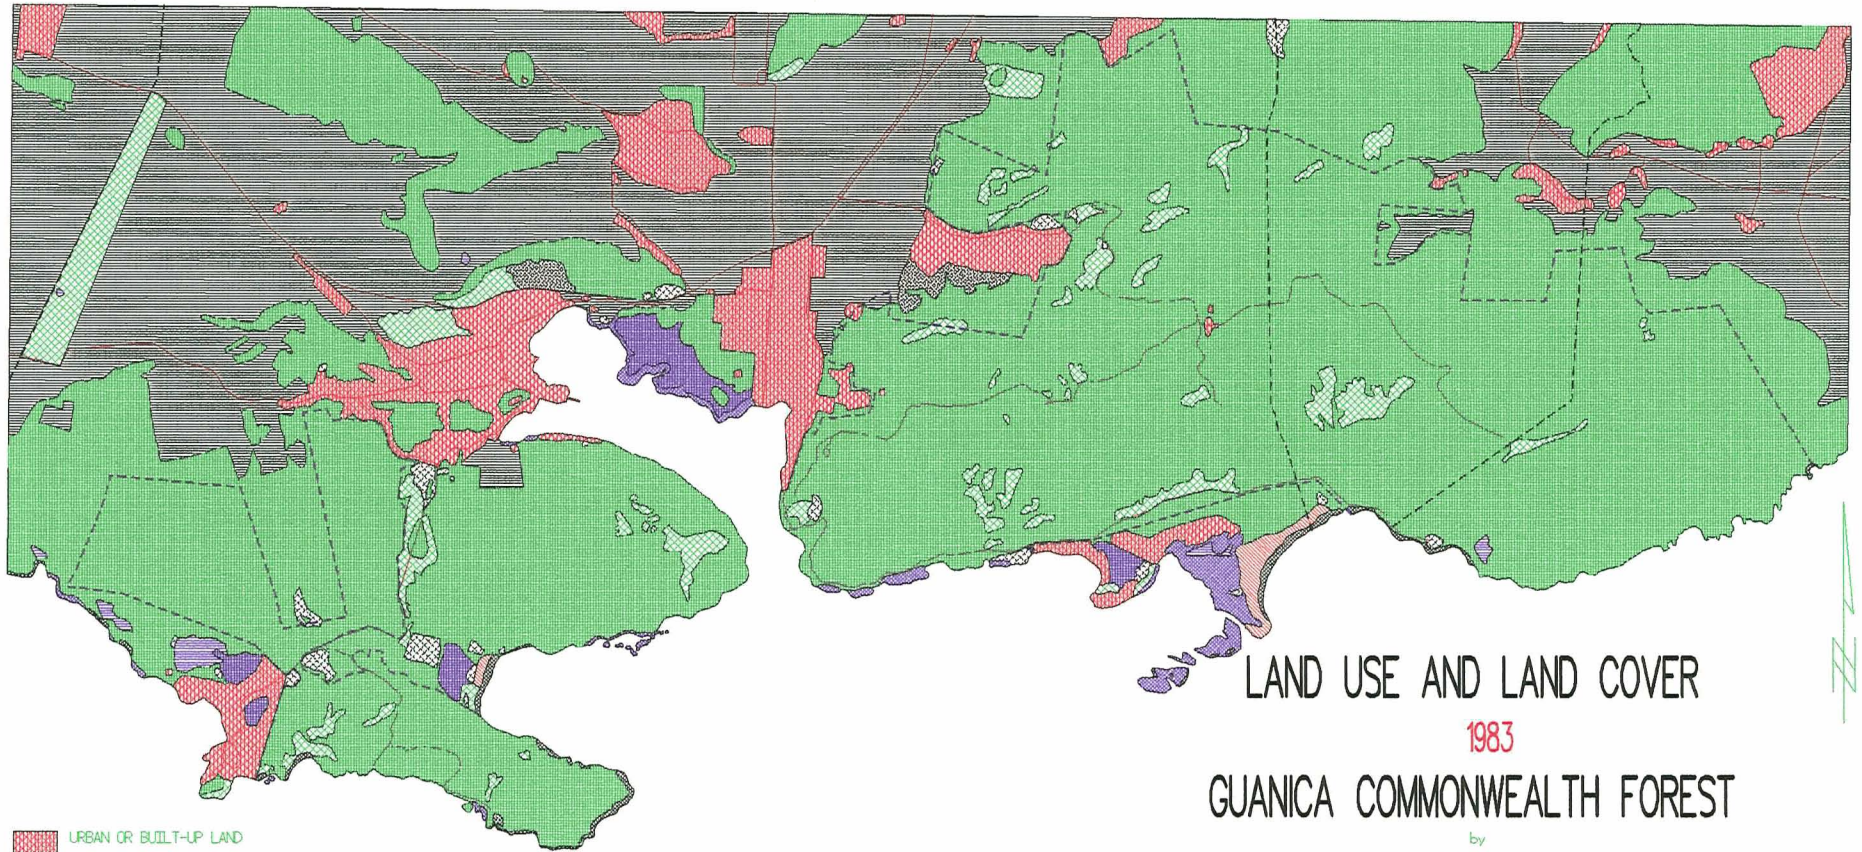 LAND USE AND LAND COVER
1983
GUANICA COMMONWEALTH FOREST
by
URBAN OR BUILT-UP LAND